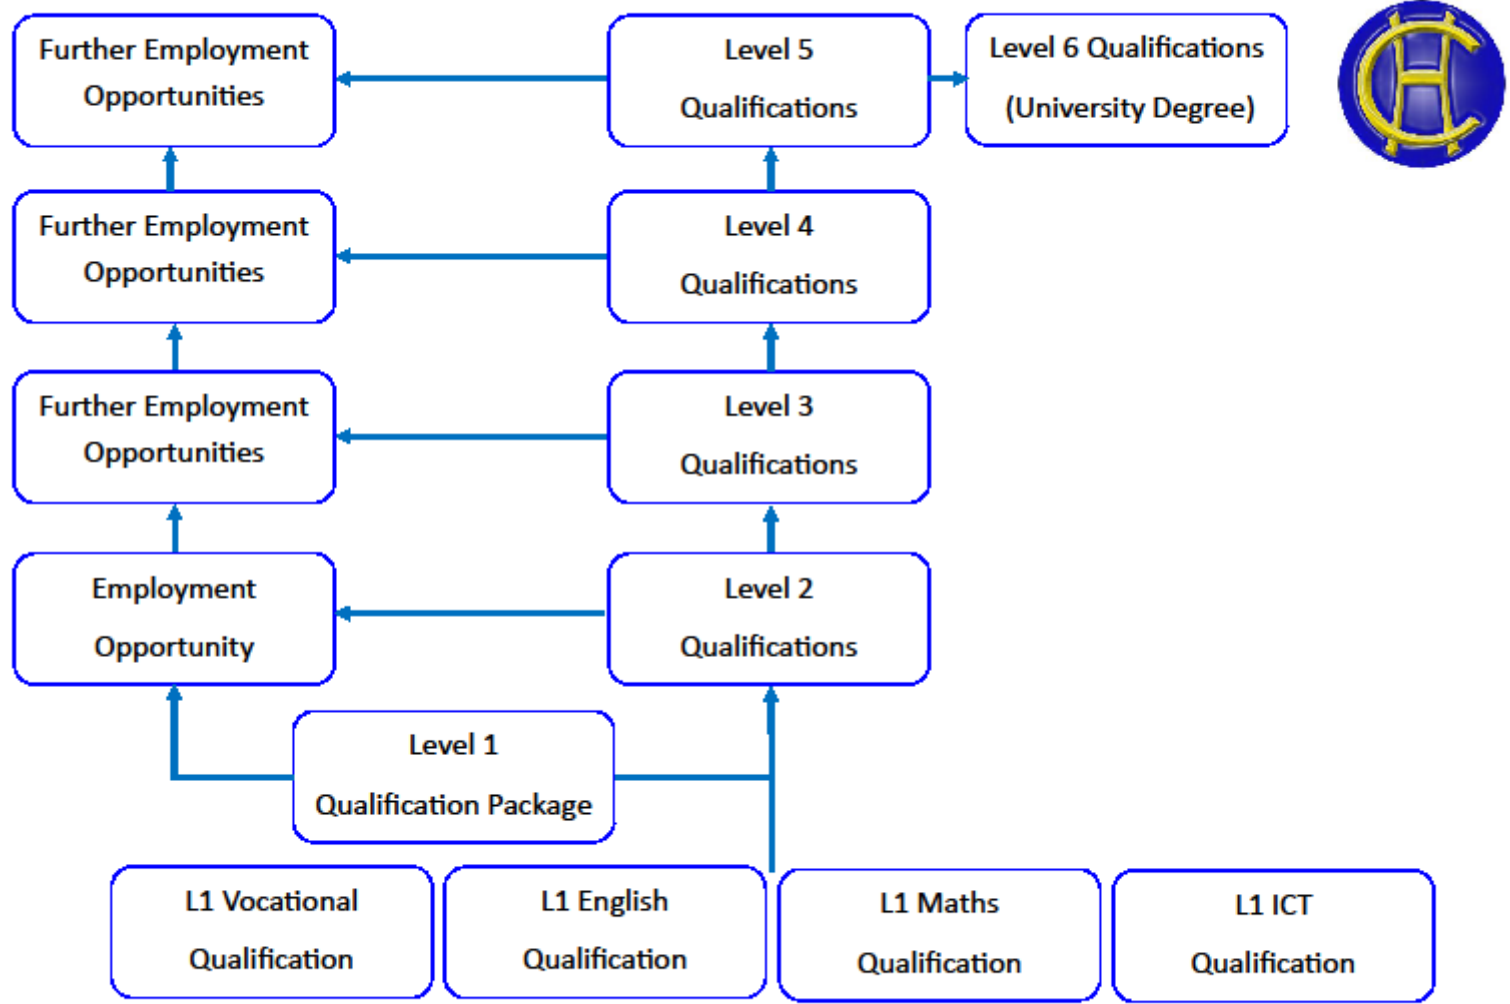 Further Employment
Opportunities
Level 5
Qualifications
Level 6 Qualifications
(University Degree)
CH
Further Employment
Opportunities
Level 4
Qualifications
Further Employment
Opportunities
Level 3
Qualifications
Employment
Opportunity
Level 2
Qualifications
Level 1
Qualification Package
L1 Vocational
Qualification
L1 English
Qualification
L1 Maths
Qualification
L1 ICT
Qualification